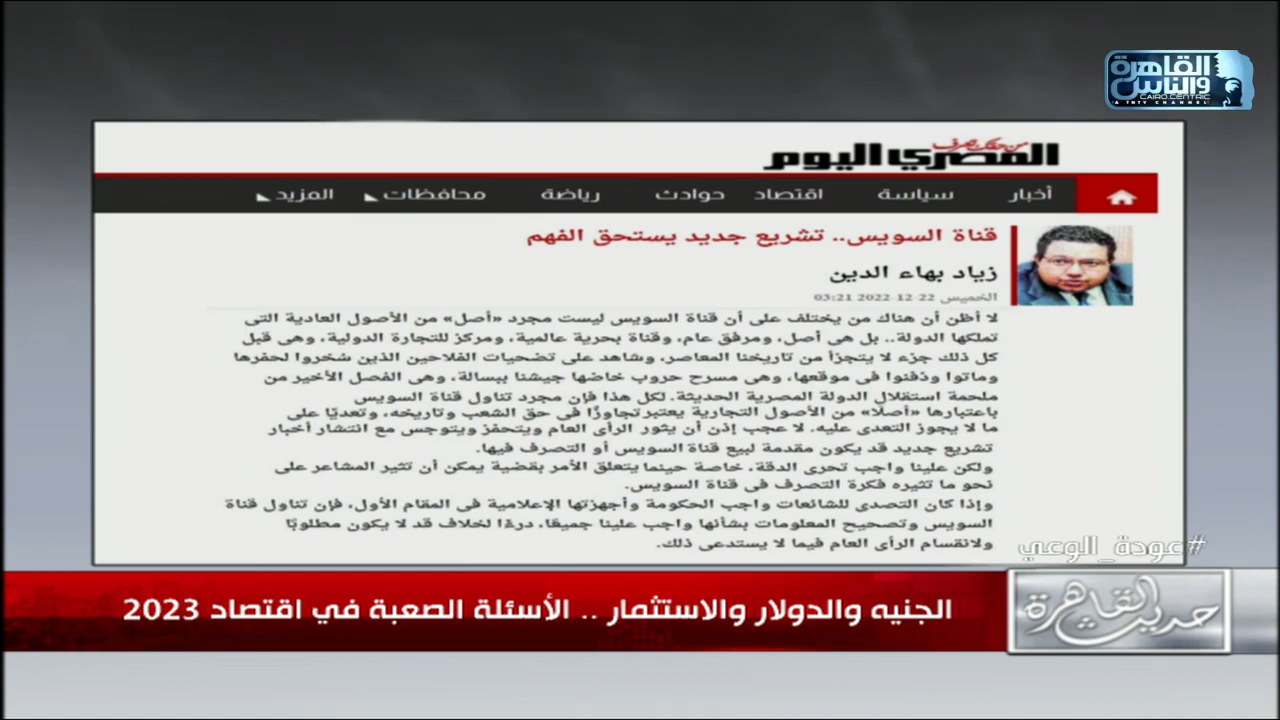 القاهرة
والناس
CAIRO.CENTRIC
A TNTV CHANNEL
من حقك تعرف
المصري اليوم
أخبار سياسة اقتصاد حوادث رياضة محافظات المزيد
قناة السويس.. تشريع جديد يستحق الفهم
زياد بهاء الدين
الخميس 22-12-2022 03:21
لا أظن أن هناك من يختلف على أن قناة السويس ليست مجرد «أصل» من الأصول العادية التى
تملكها الدولة.. بل هى أصل، ومرفق عام، وقناة بحرية عالمية، ومركز للتجارة الدولية، وهى قبل
كل ذلك جزء لا يتجزأ من تاريخنا المعاصر، وشاهد على تضحيات الفلاحين الذين سُخروا لحفرها
وماتوا ودُفنوا فى موقعها، وهى مسرح حروب خاضها جيشنا ببسالة، وهى الفصل الأخير من
ملحمة استقلال الدولة المصرية الحديثة. لكل هذا فإن مجرد تناول قناة السويس
باعتبارها «أصلًا» من الأصول التجارية يعتبر تجاوزًا فى حق الشعب وتاريخه، وتعديًا على
ما لا يجوز التعدى عليه. لا عجب إذن أن يثور الرأى العام ويتحفز ويتوجس مع انتشار أخبار
تشريع جديد قد يكون مقدمة لبيع قناة السويس أو التصرف فيها.
ولكن علينا واجب تحرى الدقة، خاصة حينما يتعلق الأمر بقضية يمكن أن تثير المشاعر على
نحو ما تثيره فكرة التصرف فى قناة السويس.
وإذا كان التصدى للشائعات واجب الحكومة وأجهزتها الإعلامية فى المقام الأول، فإن تناول قناة
السويس وتصحيح المعلومات بشأنها واجب علينا جميعًا، درءًا لخلاف قد لا يكون مطلوبًا
ولانقسام الرأى العام فيما لا يستدعى ذلك.
#عودة_الوعي
حديث القاهرة
الجنيه والدولار والاستثمار .. الأسئلة الصعبة في اقتصاد 2023